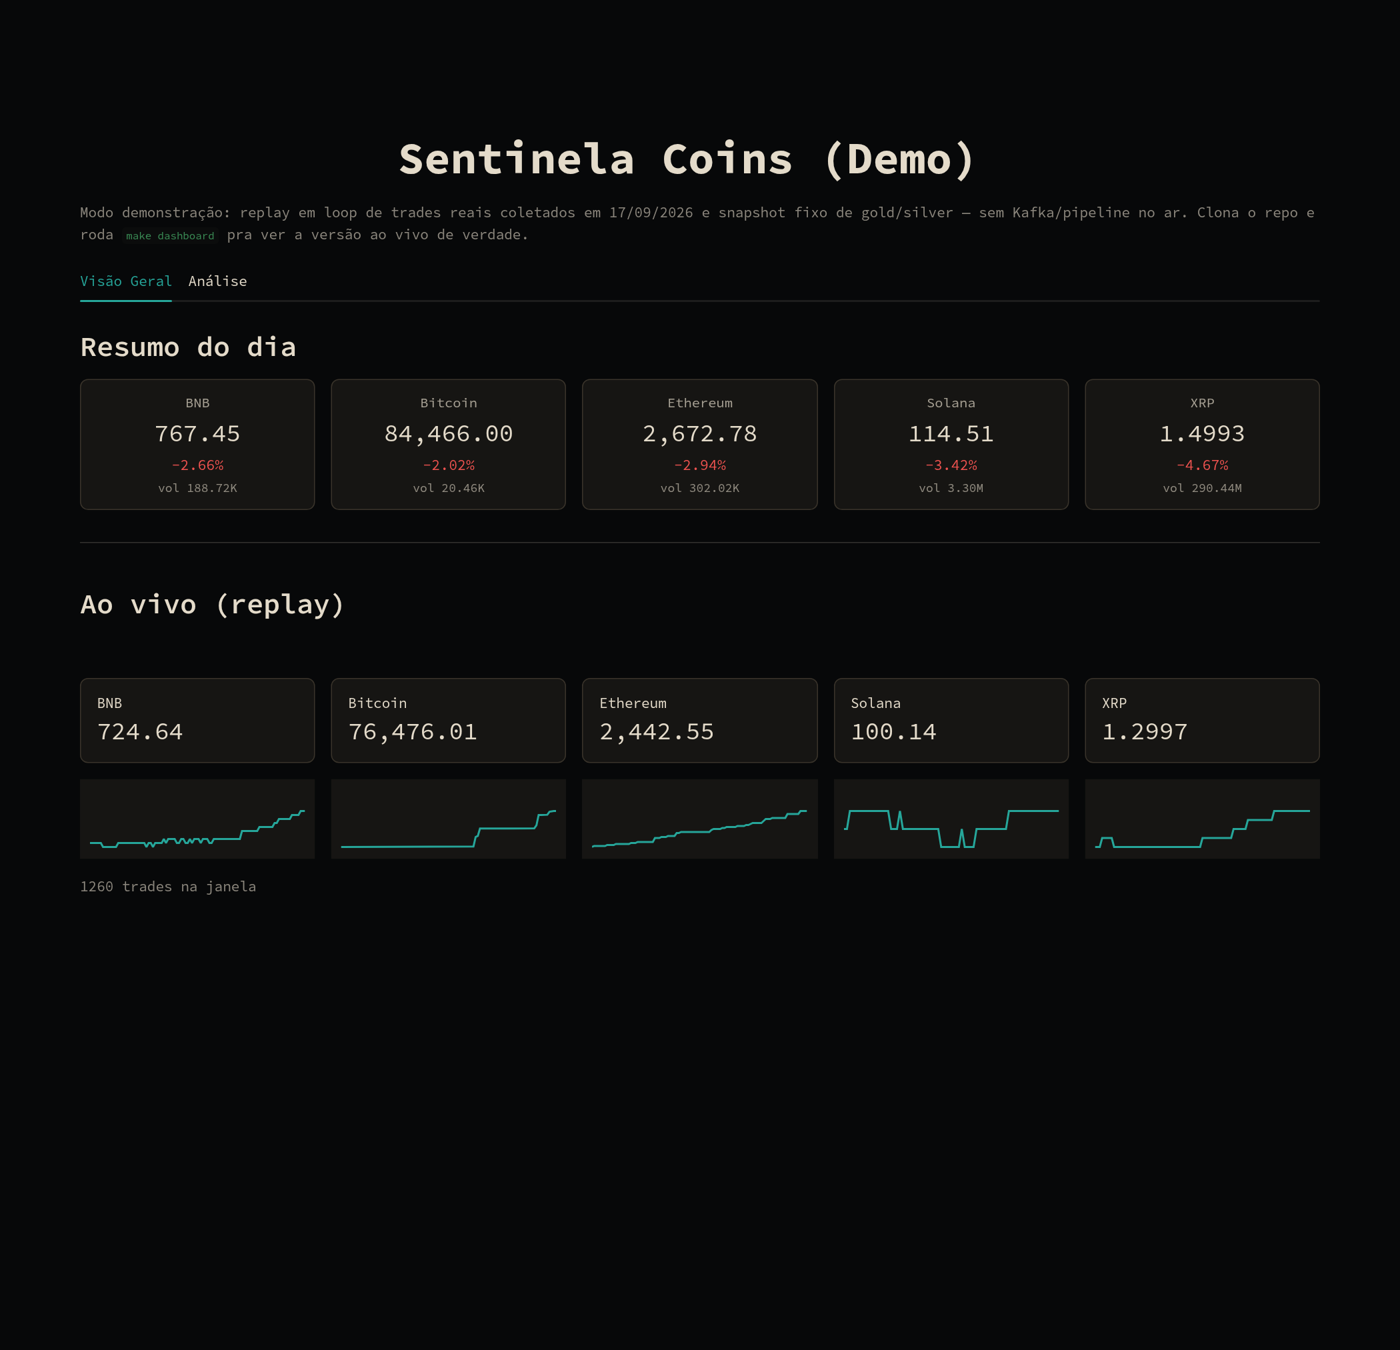 Sentinela Coins (Demo)
Modo demonstração: replay em loop de trades reais coletados em 17/09/2026 e snapshot fixo de gold/silver — sem Kafka/pipeline no ar. Clona o repo e
roda make dashboard pra ver a versão ao vivo de verdade.
Visão Geral Análise
Resumo do dia
BNB
767.45
-2.66%
vol 188.72K
Bitcoin
84,466.00
-2.02%
vol 20.46K
Ethereum
2,672.78
-2.94%
vol 302.02K
Solana
114.51
-3.42%
vol 3.30M
XRP
1.4993
-4.67%
vol 290.44M
Ao vivo (replay)
BNB
724.64
Bitcoin
76,476.01
Ethereum
2,442.55
Solana
100.14
XRP
1.2997
1260 trades na janela